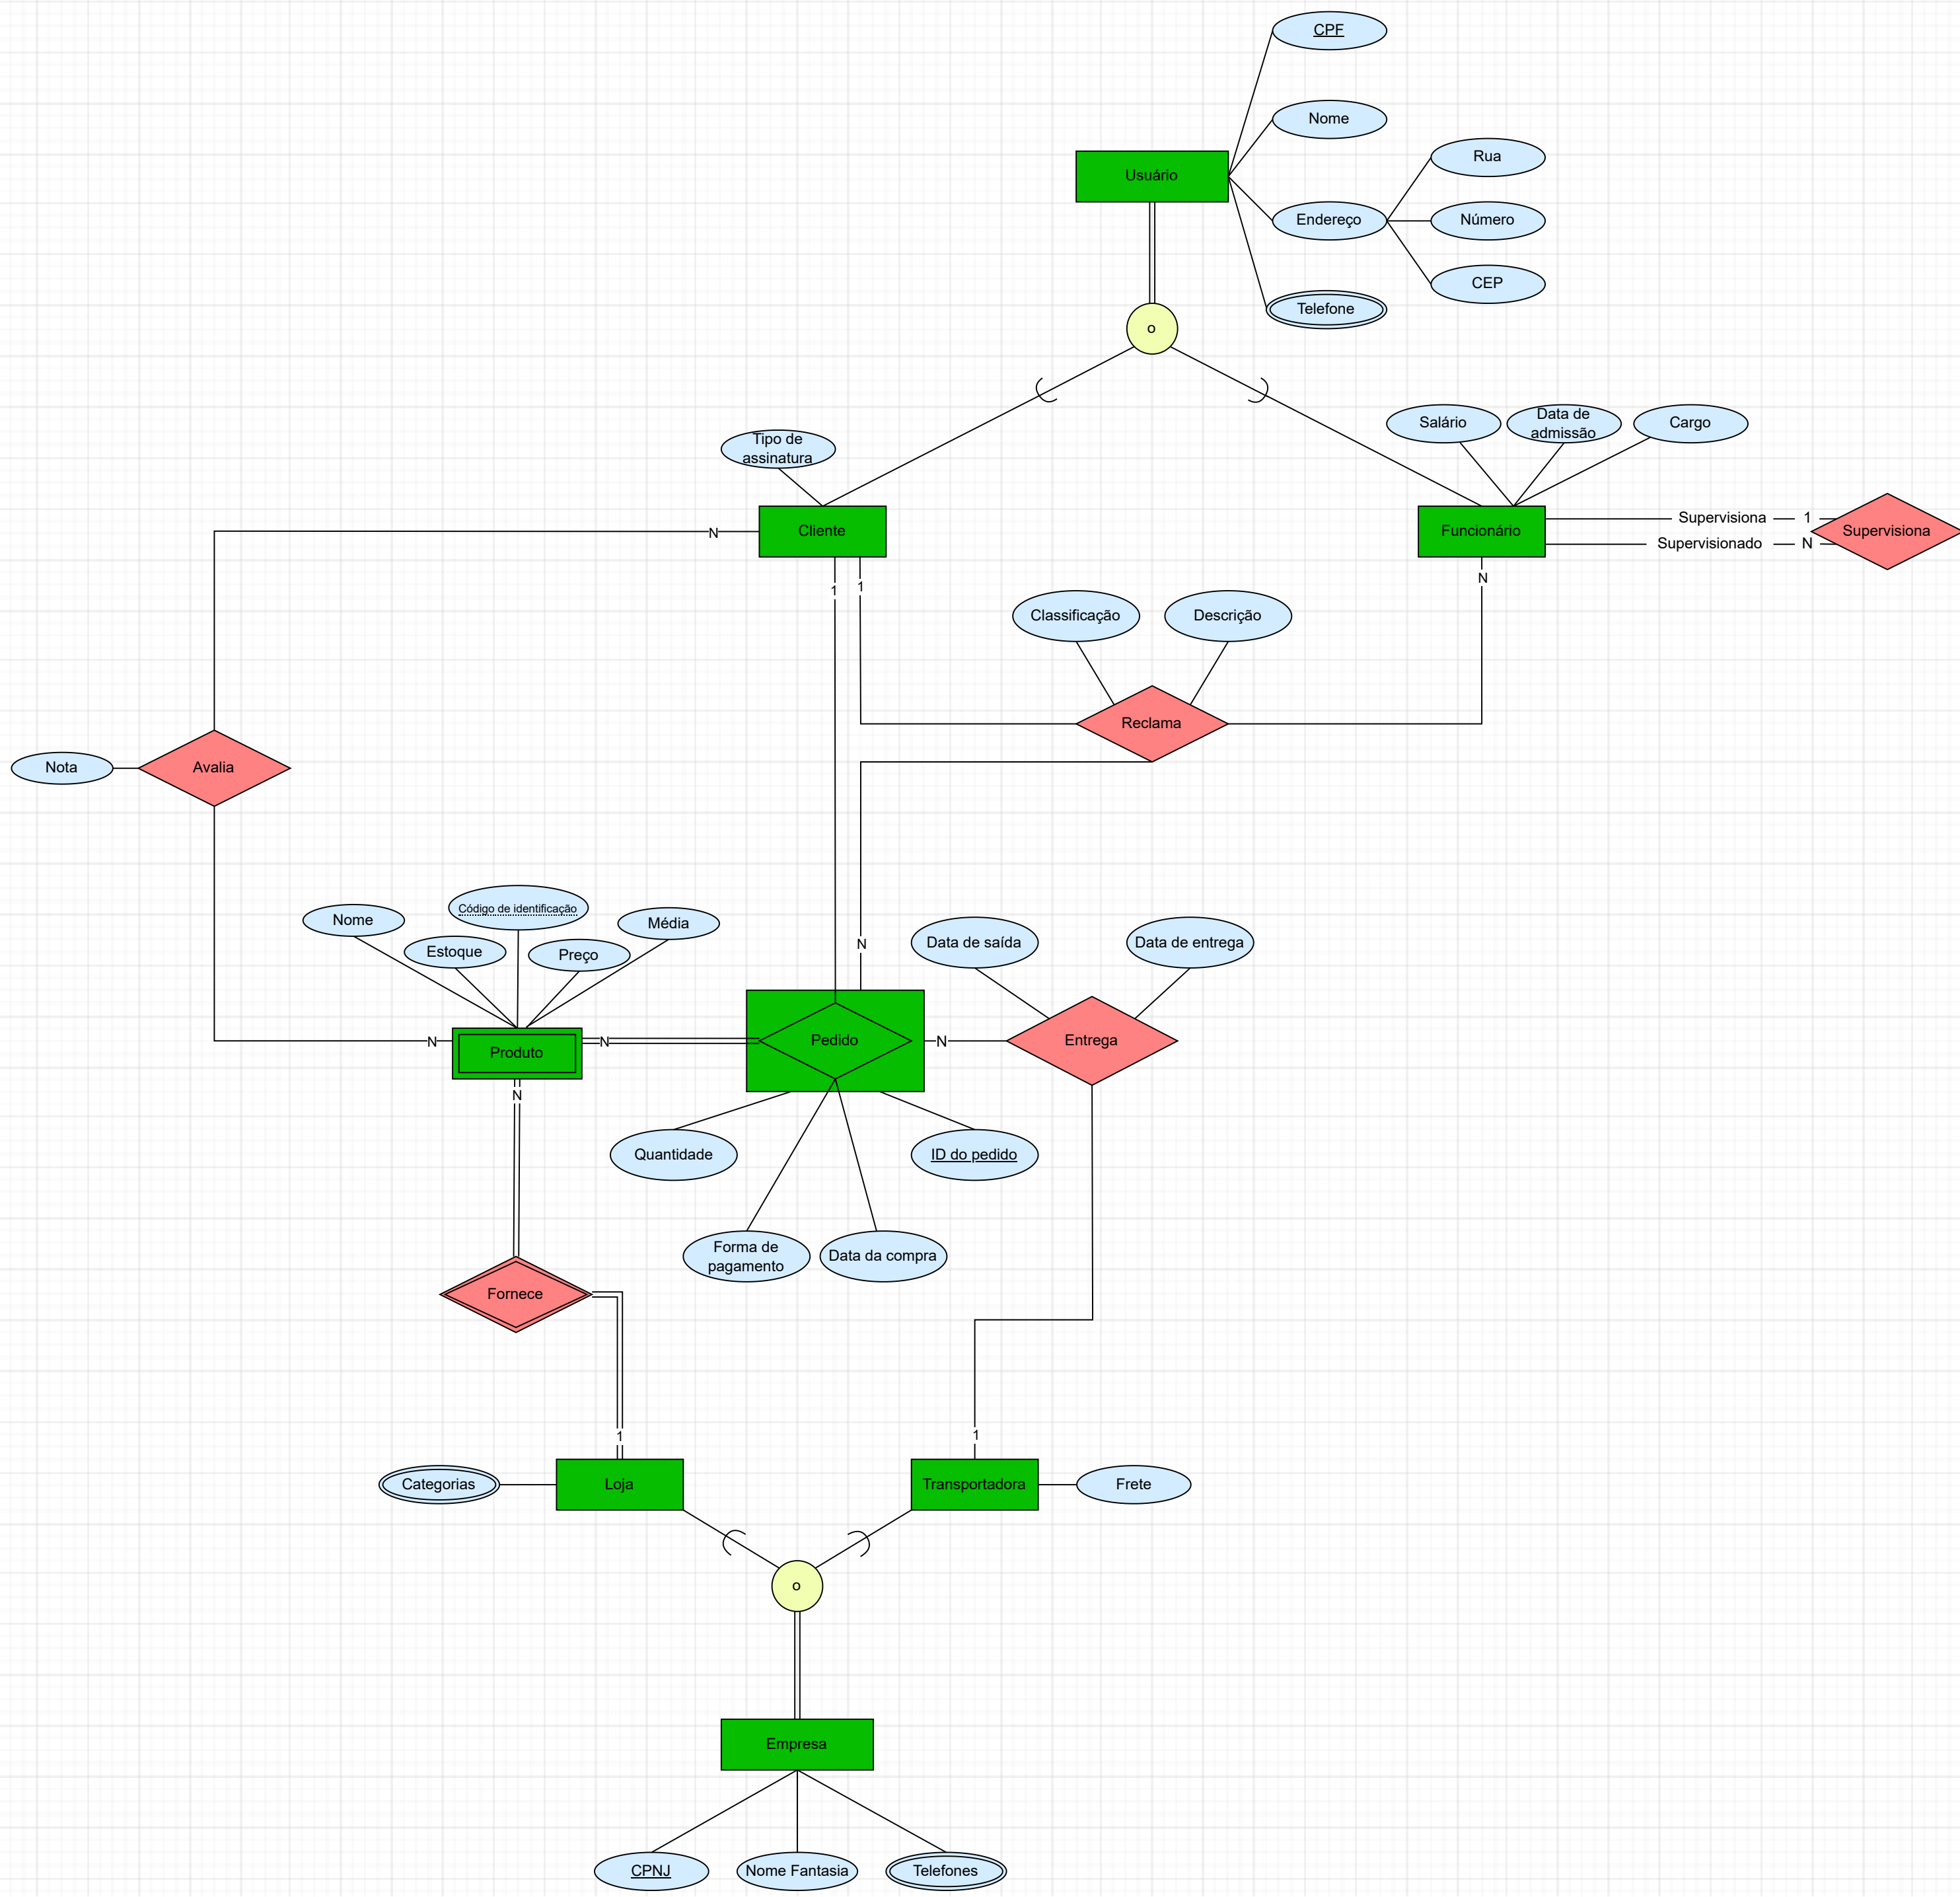 CPF
Nome
Rua
Usuário
Endereço
Número
CEP
Telefone
o
Salário
Data de
admissão
Cargo
Tipo de
assinatura
Supervisiona
1
N
Cliente
Funcionário
Supervisiona
Supervisionado
N
1
1
N
Classificação
Descrição
Reclama
Nota
Avalia
Código de identificação
Nome
Média
Estoque
Preço
N
Data de saída
Data de entrega
N
Produto
N
Pedido
N
Entrega
N
Quantidade
ID do pedido
Forma de
pagamento
Data da compra
Fornece
1
1
Categorias
Loja
Transportadora
Frete
o
Empresa
CPNJ
Nome Fantasia
Telefones